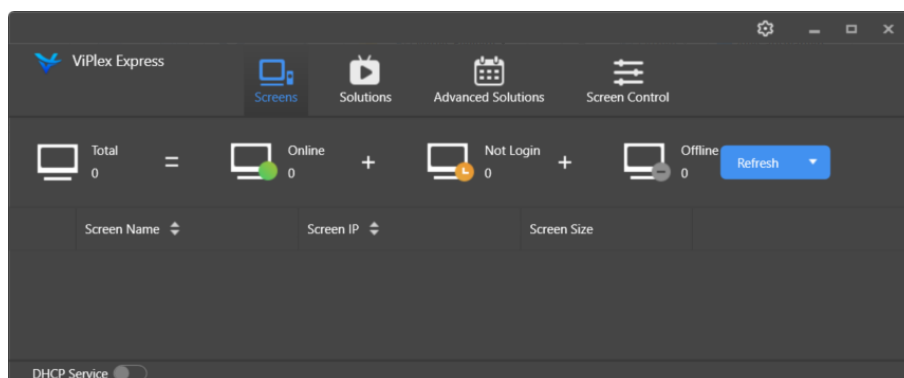 ViPlex Express
Screens
Solutions
Advanced Solutions
Screen Control
Total
0
=
Online
0
+
Not Login
0
+
Offline
0
Refresh
Screen Name
Screen IP
Screen Size
DHCP Service